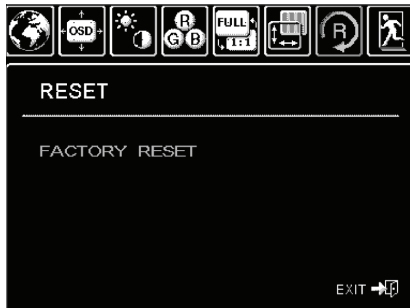 OSD
R
G B
FULL
1:1
R
RESET
FACTORY RESET
EXIT